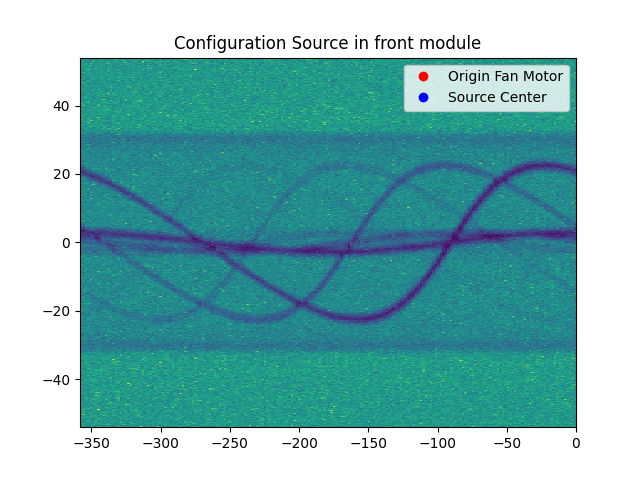 Configuration Source in front module
Origin Fan Motor
Source Center
40
20
0
−20
−40
−350 −300 −250 −200 −150 −100 −50 0